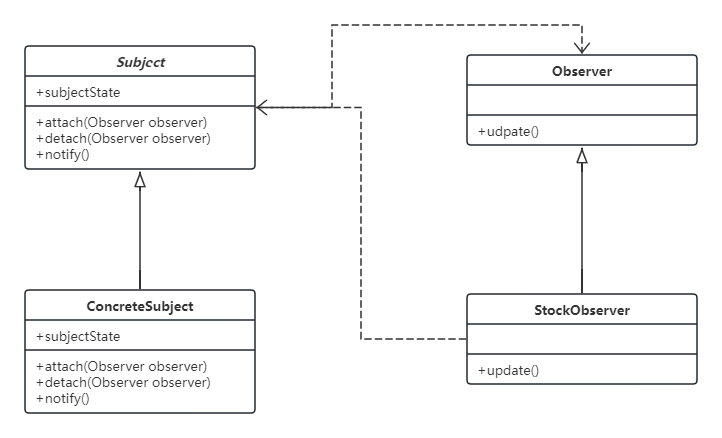 Subject
+subjectState
+attach(Observer observer)
+detach(Observer observer)
+notify()
Observer
+udpate()
ConcreteSubject
+subjectState
+attach(Observer observer)
+detach(Observer observer)
+notify()
StockObserver
+update()